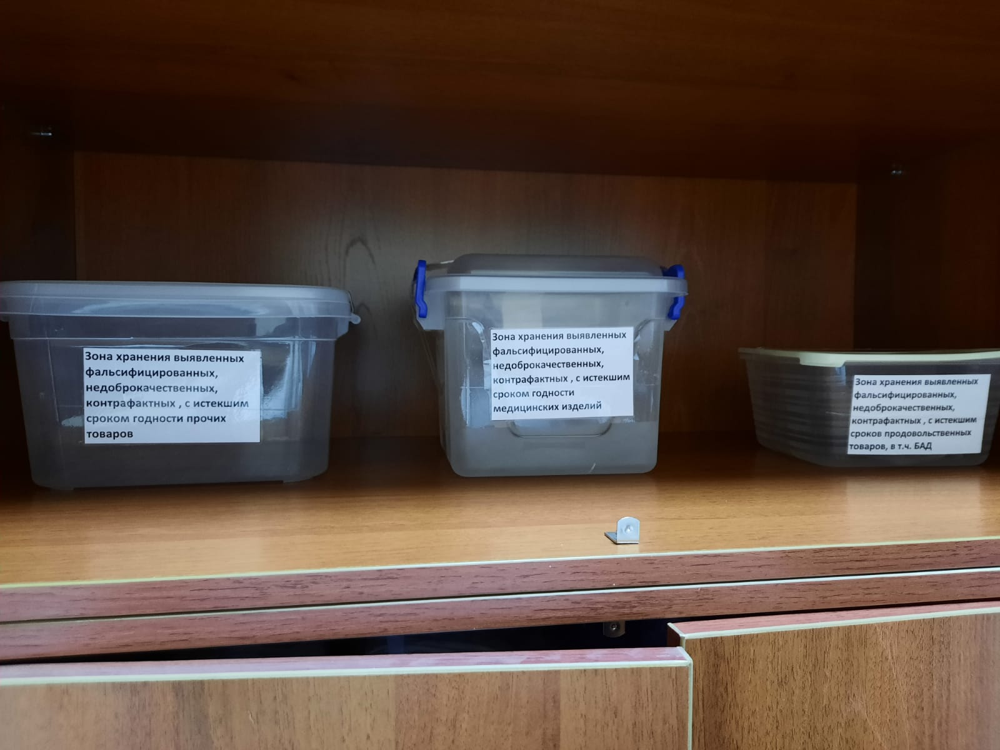 Зона хранения выявленных
фальсифицированных,
недоброкачественных,
контрафактных , с истекшим
сроком годности прочих
товаров
Зона хранения выявленных
фальсифицированных,
недоброкачественных,
контрафактных , с истекшим
сроком годности
медицинских изделий
Зона хранения выявленных
фальсифицированных,
недоброкачественных,
контрафактных , с истекшим
сроков продовольственных
товаров, в т.ч. БАД